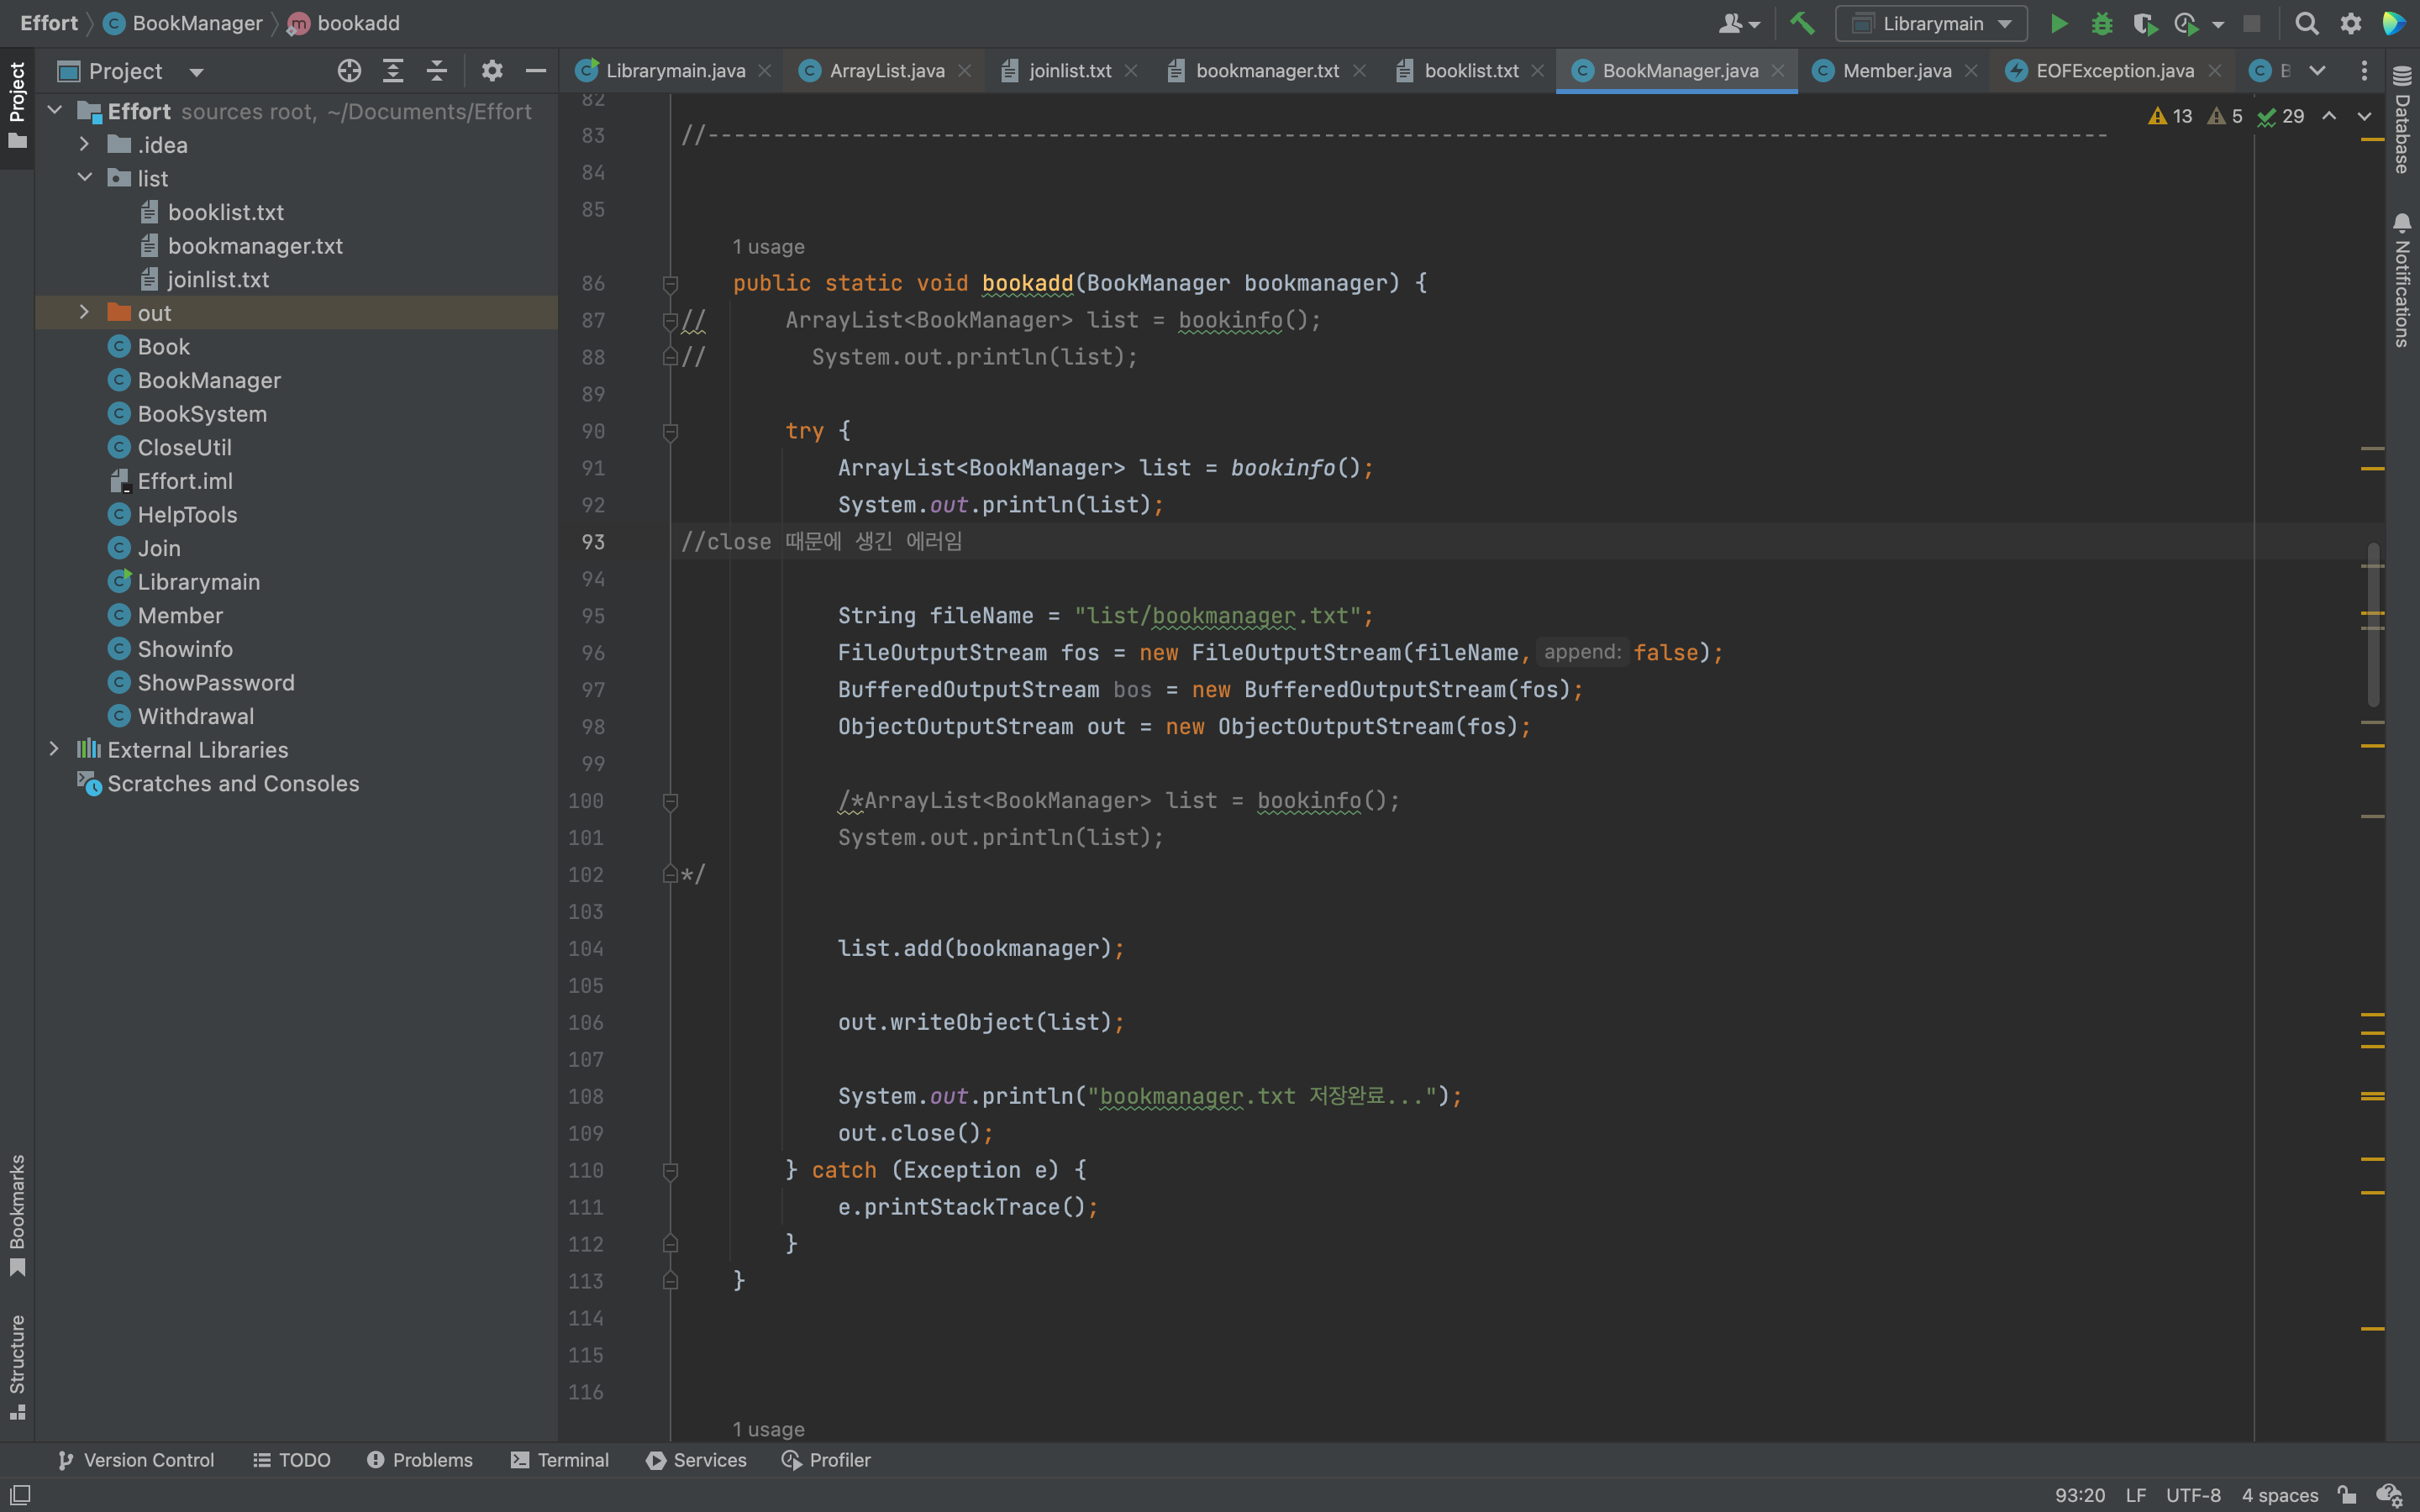 Effort BookManager bookadd
Librarymain
Project
Librarymain.java ArrayList.java joinlist.txt bookmanager.txt booklist.txt BookManager.java Member.java EOFException.java
Project
Effort sources root, ~/Documents/Effort
.idea
list
booklist.txt
bookmanager.txt
joinlist.txt
out
Book
BookManager
BookSystem
CloseUtil
Effort.iml
HelpTools
Join
Librarymain
Member
Showinfo
ShowPassword
Withdrawal
External Libraries
Scratches and Consoles
Bookmarks
Structure
13 5 29
82
83 //-----------------------------------------------------------------------------------------------------------
84
85
1 usage
86 public static void bookadd(BookManager bookmanager) {
87 // ArrayList<BookManager> list = bookinfo();
88 // System.out.println(list);
89
90 try {
91 ArrayList<BookManager> list = bookinfo();
92 System.out.println(list);
93 //close 때문에 생긴 에러임
94
95 String fileName = "list/bookmanager.txt";
96 FileOutputStream fos = new FileOutputStream(fileName, append: false);
97 BufferedOutputStream bos = new BufferedOutputStream(fos);
98 ObjectOutputStream out = new ObjectOutputStream(fos);
99
100 /*ArrayList<BookManager> list = bookinfo();
101 System.out.println(list);
102 */
103
104 list.add(bookmanager);
105
106 out.writeObject(list);
107
108 System.out.println("bookmanager.txt 저장완료...");
109 out.close();
110 } catch (Exception e) {
111 e.printStackTrace();
112 }
113 }
114
115
116
1 usage
Database
Notifications
Version Control TODO Problems Terminal Services Profiler
93:20 LF UTF-8 4 spaces